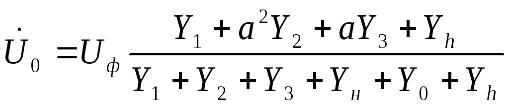 U̇₀ = U_ф (Y₁ + a²Y₂ + aY₃ + Y_h) / (Y₁ + Y₂ + Y₃ + Y_н + Y₀ + Y_h)